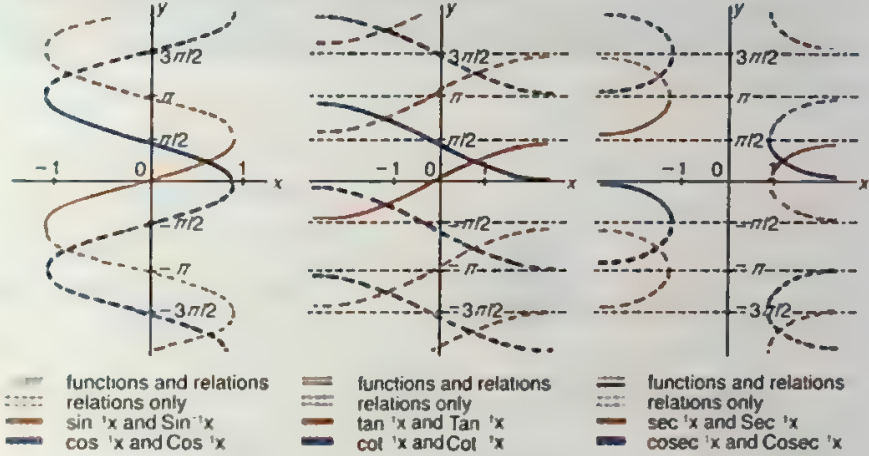 y
3π/2
π
π/2
−1
0
1
x
−π/2
−π
−3π/2
y
3π/2
π
π/2
−1
0
1
x
−π/2
−π
−3π/2
y
3π/2
π
π/2
−1
0
1
x
−π/2
−π
−3π/2
functions and relations
relations only
sin ⁻¹x and Sin⁻¹x
cos ⁻¹x and Cos ⁻¹x
functions and relations
relations only
tan ⁻¹x and Tan ⁻¹x
cot ⁻¹x and Cot ⁻¹x
functions and relations
relations only
sec ⁻¹x and Sec ⁻¹x
cosec ⁻¹x and Cosec ⁻¹x